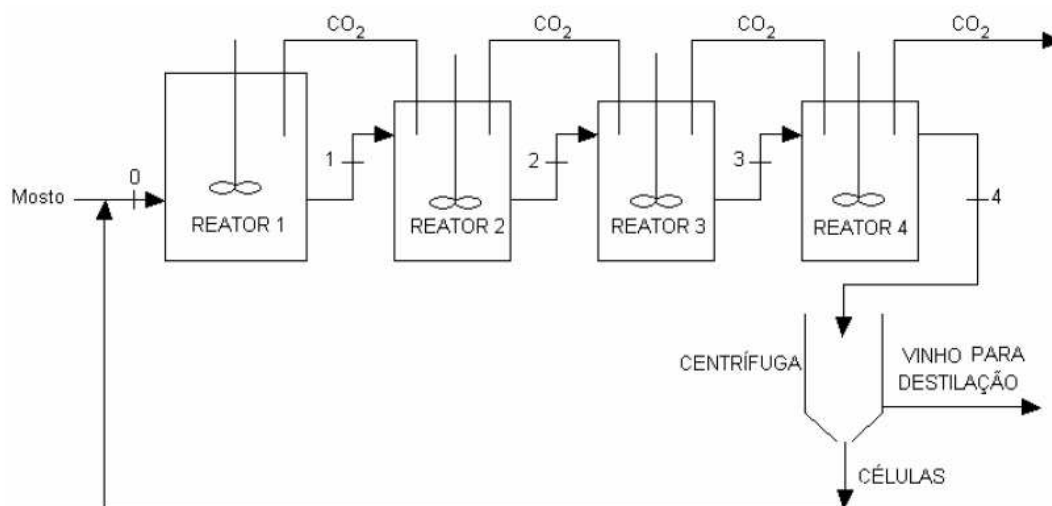 CO2
CO2
CO2
CO2
0
1
2
3
4
Mosto
REATOR 1
REATOR 2
REATOR 3
REATOR 4
CENTRÍFUGA
VINHO PARA
DESTILAÇÃO
CÉLULAS